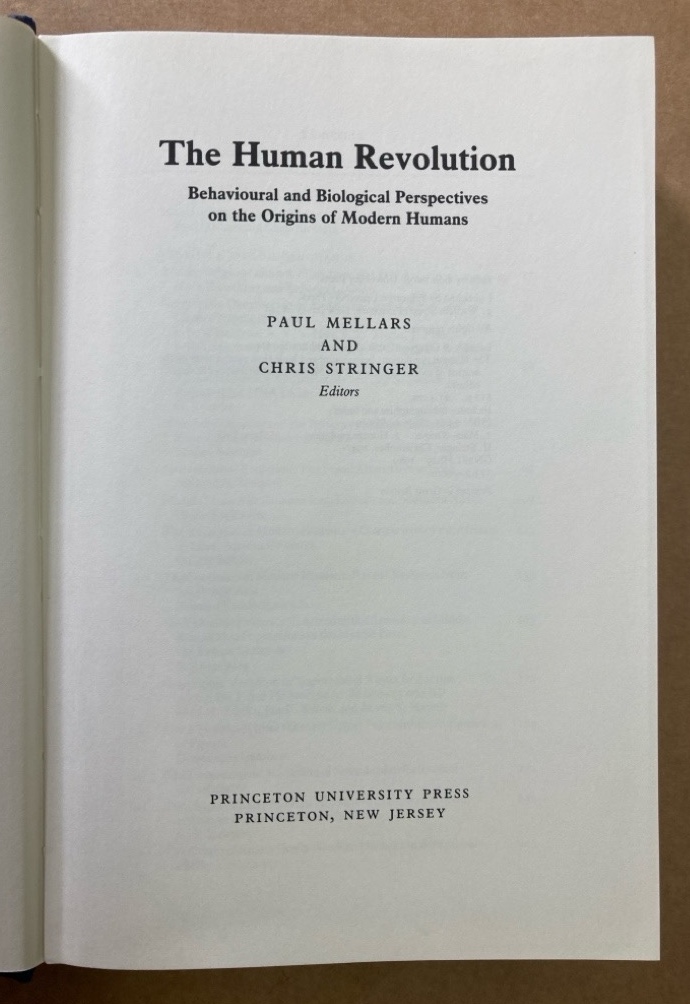 The Human Revolution
Behavioural and Biological Perspectives
on the Origins of Modern Humans
PAUL MELLARS
AND
CHRIS STRINGER
Editors
PRINCETON UNIVERSITY PRESS
PRINCETON, NEW JERSEY